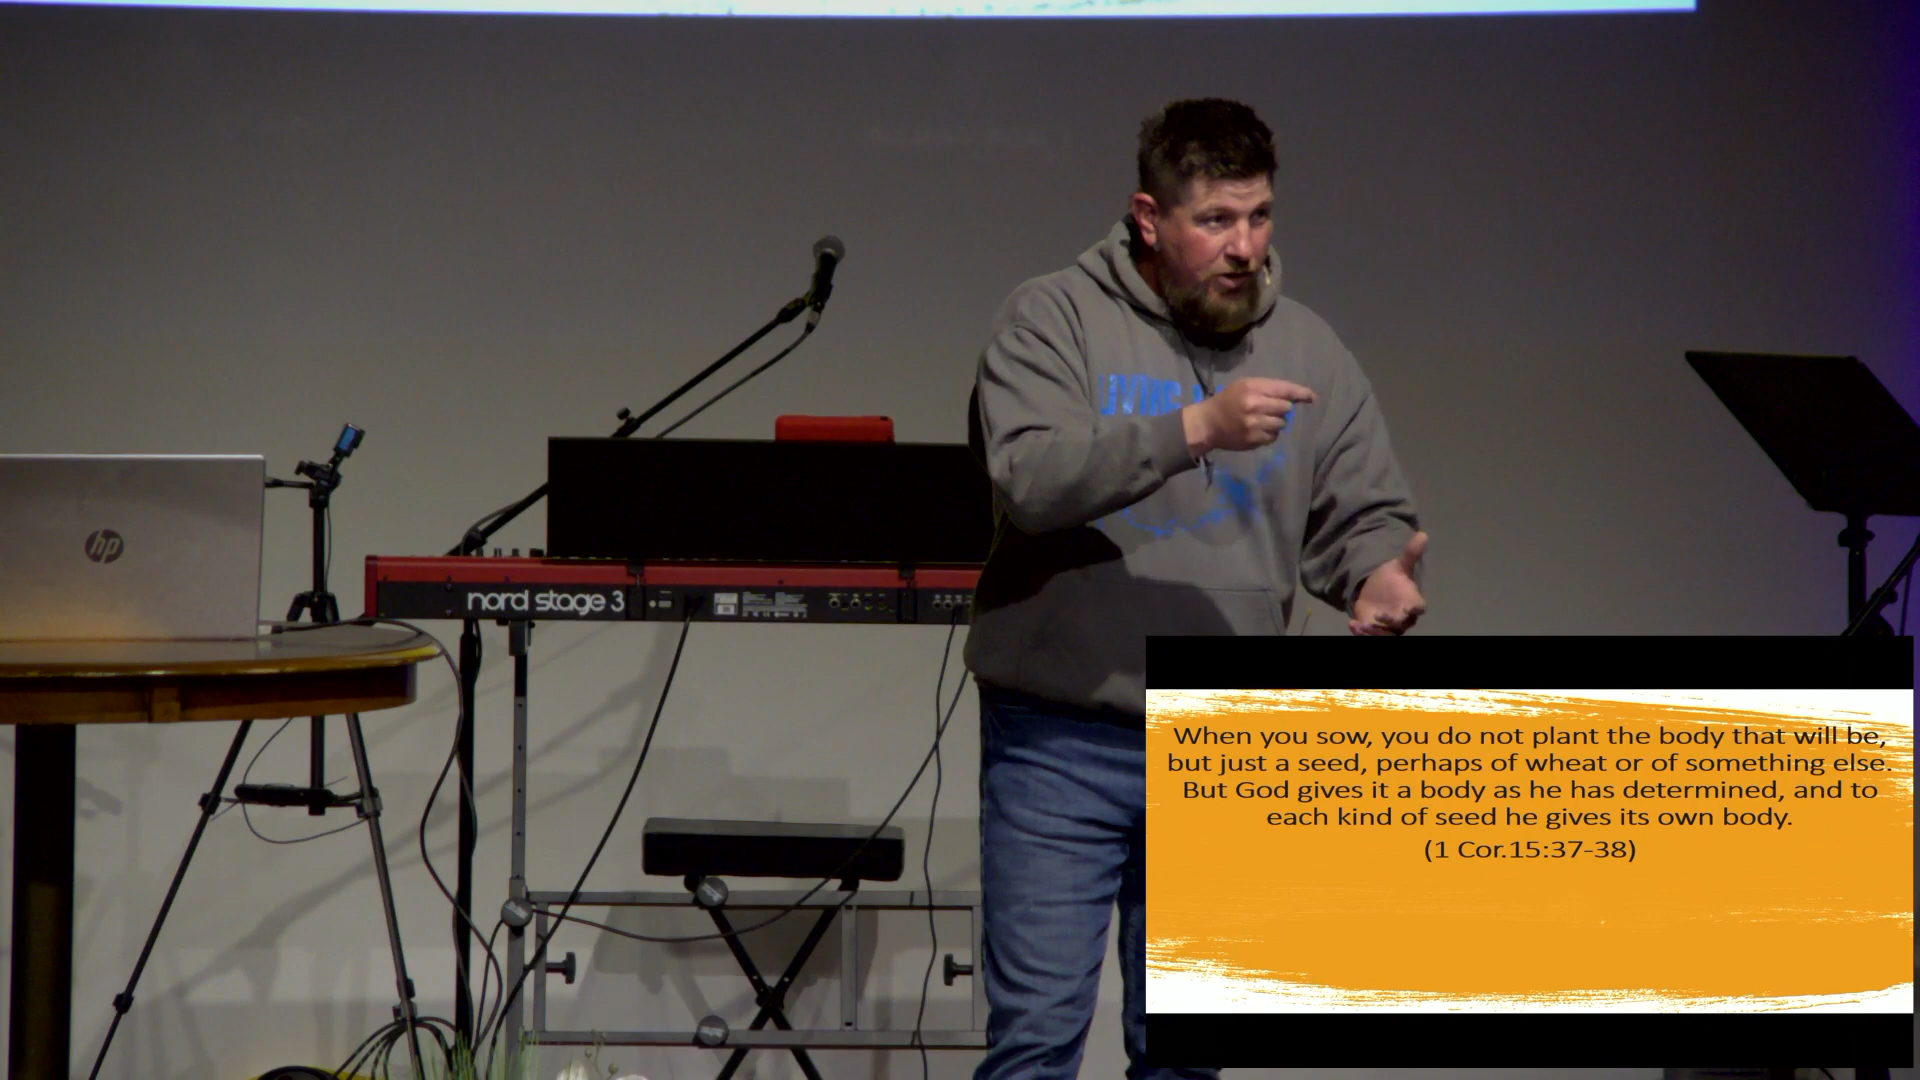 LIVING
hp
nord stage 3
When you sow, you do not plant the body that will be,
but just a seed, perhaps of wheat or of something else.
But God gives it a body as he has determined, and to
each kind of seed he gives its own body.
(1 Cor.15:37-38)